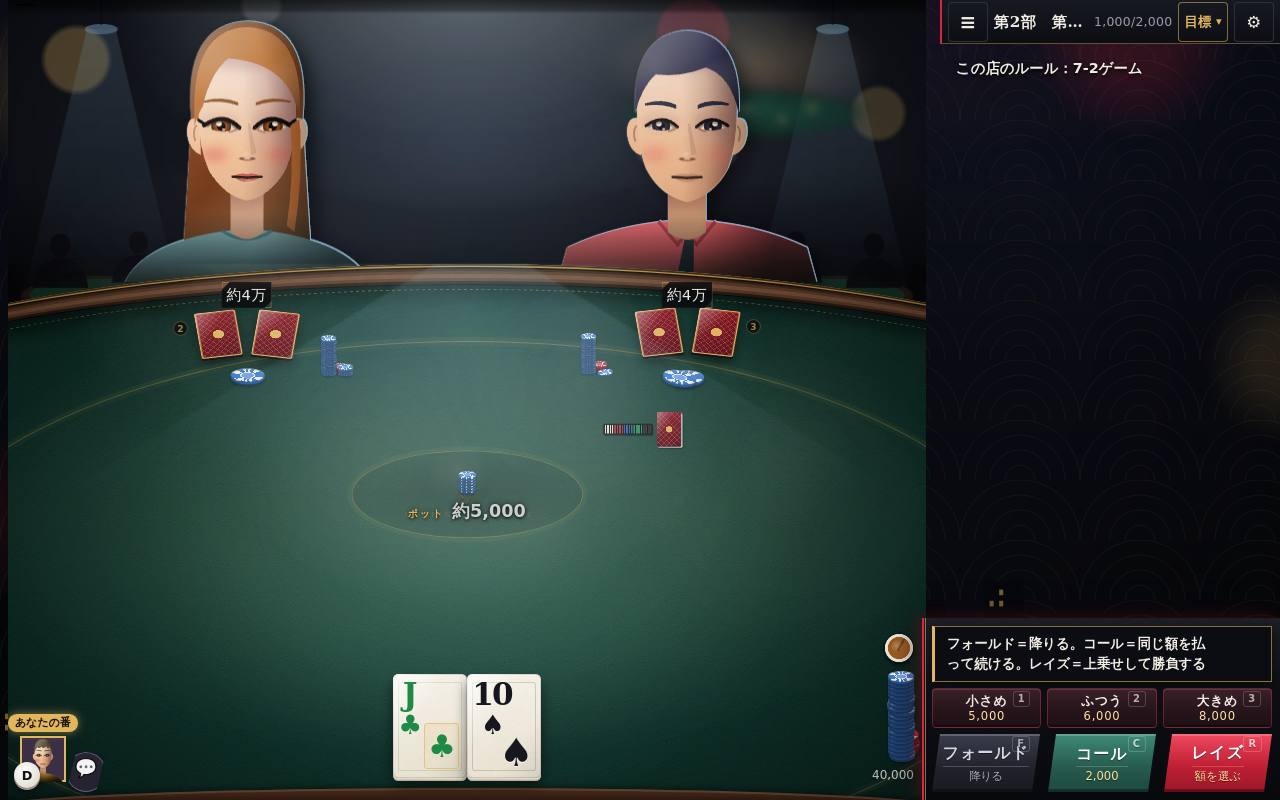 第2部　第…
1,000/2,000
目標 ▾
この店のルール：7-2ゲーム
約4万
約4万
2
3
ポット 約5,000
J
10
あなたの番
D
40,000
フォールド＝降りる。コール＝同じ額を払
って続ける。レイズ＝上乗せして勝負する
小さめ 1
5,000
ふつう 2
6,000
大きめ 3
8,000
フォールド F
降りる
コール C
2,000
レイズ R
額を選ぶ